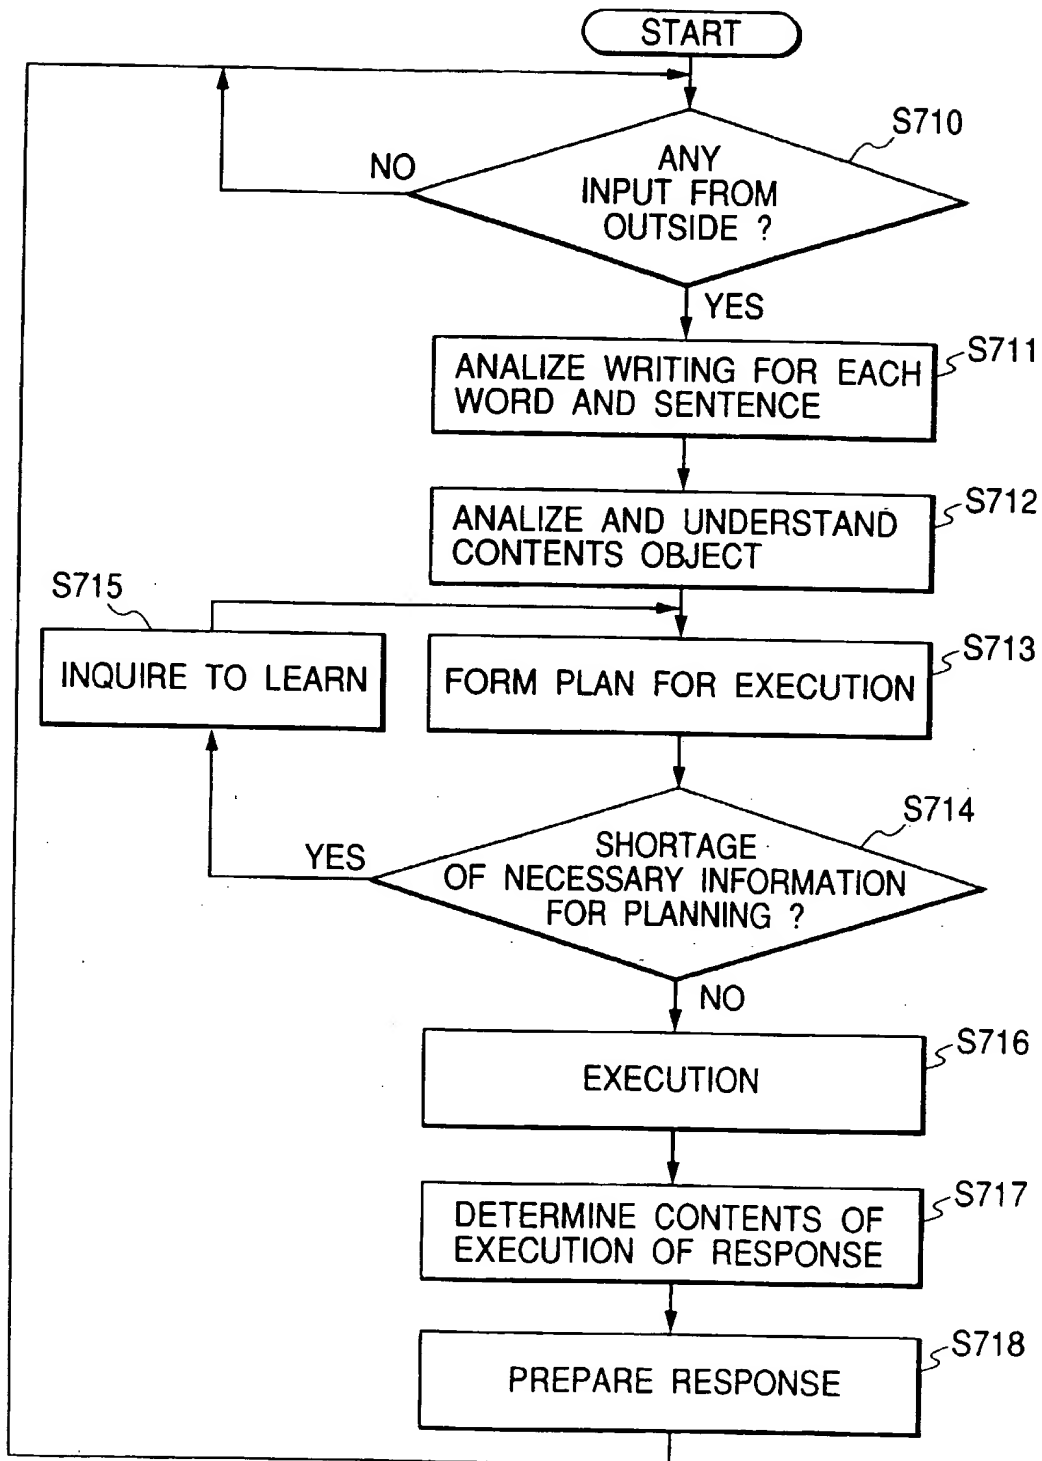 START
S710
NO
ANY
INPUT FROM
OUTSIDE ?
YES
S711
ANALIZE WRITING FOR EACH
WORD AND SENTENCE
S712
ANALIZE AND UNDERSTAND
CONTENTS OBJECT
S715
INQUIRE TO LEARN
S713
FORM PLAN FOR EXECUTION
S714
YES
SHORTAGE
OF NECESSARY INFORMATION
FOR PLANNING ?
NO
S716
EXECUTION
S717
DETERMINE CONTENTS OF
EXECUTION OF RESPONSE
S718
PREPARE RESPONSE